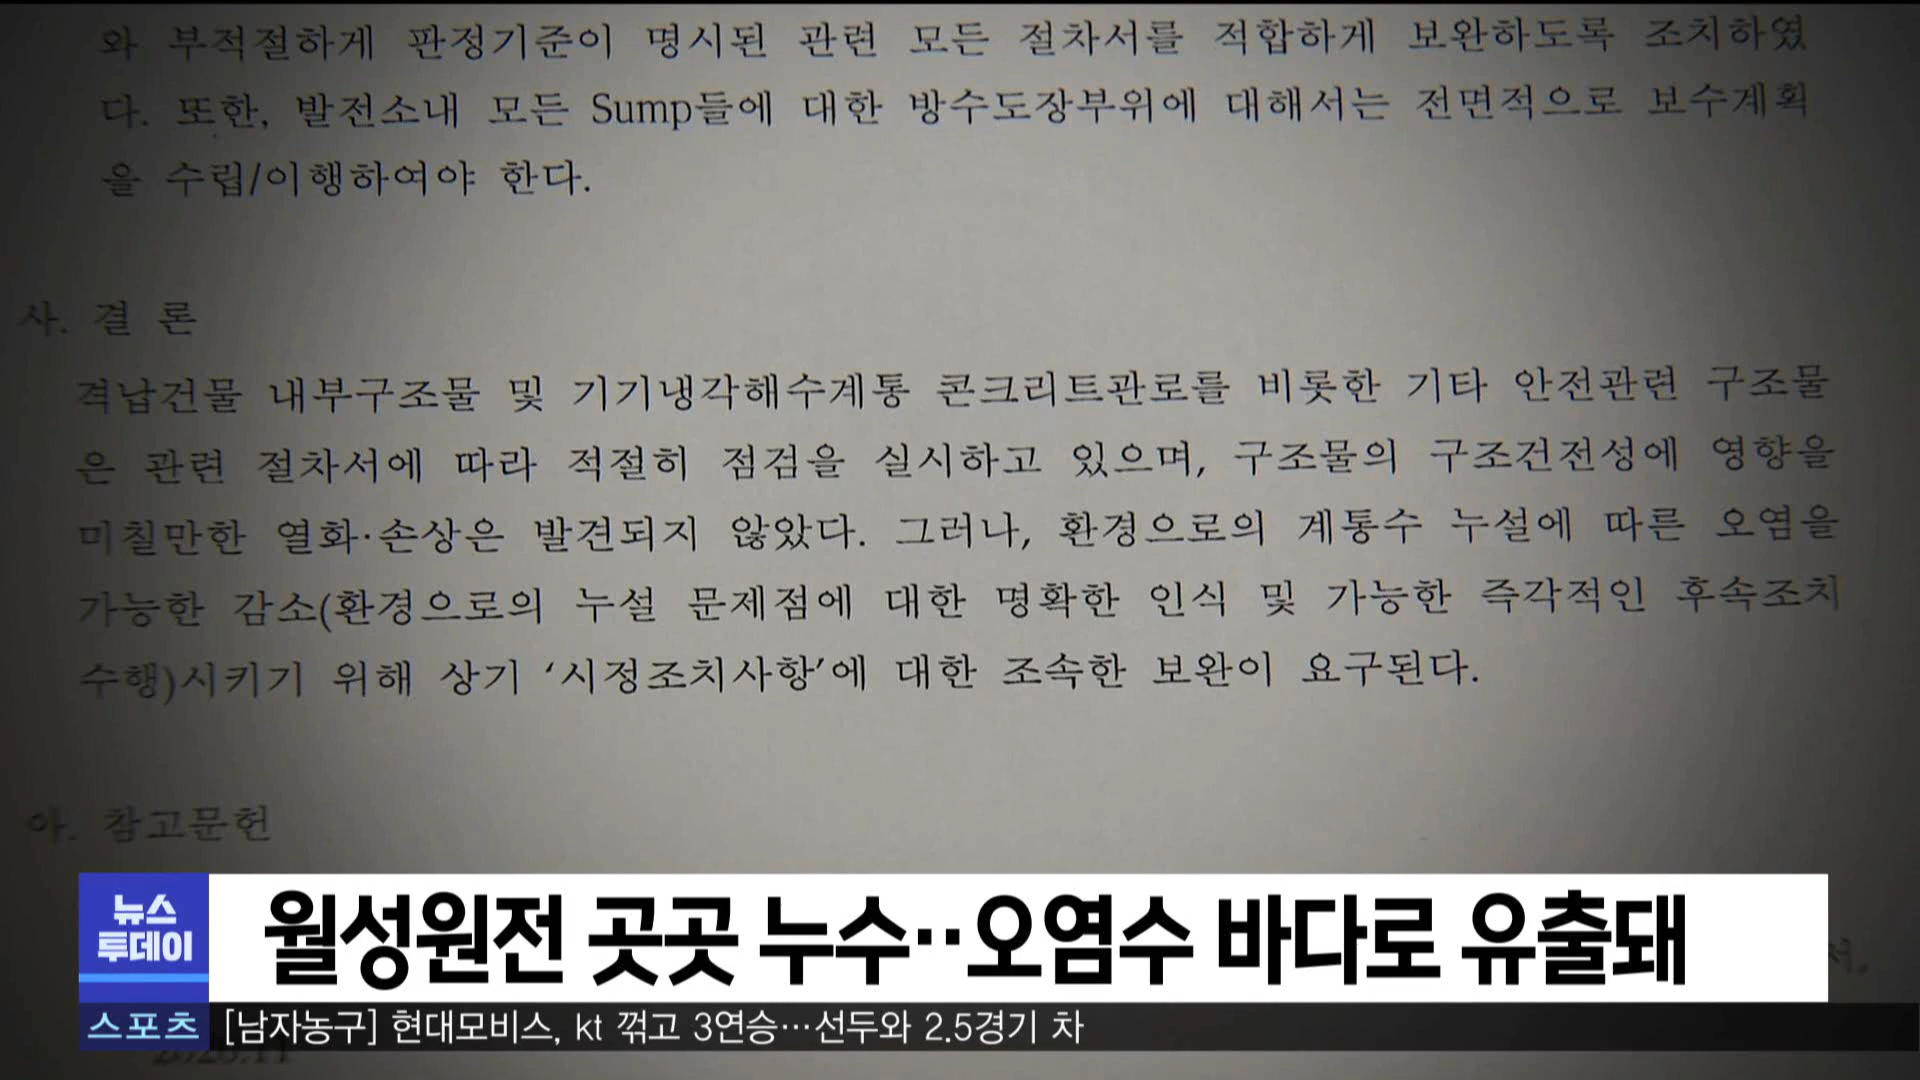 와 부적절하게 판정기준이 명시된 관련 모든 절차서를 적합하게 보완하도록 조치하였
다. 또한, 발전소내 모든 Sump들에 대한 방수도장부위에 대해서는 전면적으로 보수계획
을 수립/이행하여야 한다.
사. 결 론
격납건물 내부구조물 및 기기냉각해수계통 콘크리트관로를 비롯한 기타 안전관련 구조물
은 관련 절차서에 따라 적절히 점검을 실시하고 있으며, 구조물의 구조건전성에 영향을
미칠만한 열화·손상은 발견되지 않았다. 그러나, 환경으로의 계통수 누설에 따른 오염을
가능한 감소(환경으로의 누설 문제점에 대한 명확한 인식 및 가능한 즉각적인 후속조치
수행)시키기 위해 상기 ‘시정조치사항’에 대한 조속한 보완이 요구된다.
아. 참고문헌
뉴스
투데이
월성원전 곳곳 누수··오염수 바다로 유출돼
스포츠 [남자농구] 현대모비스, kt 꺾고 3연승…선두와 2.5경기 차